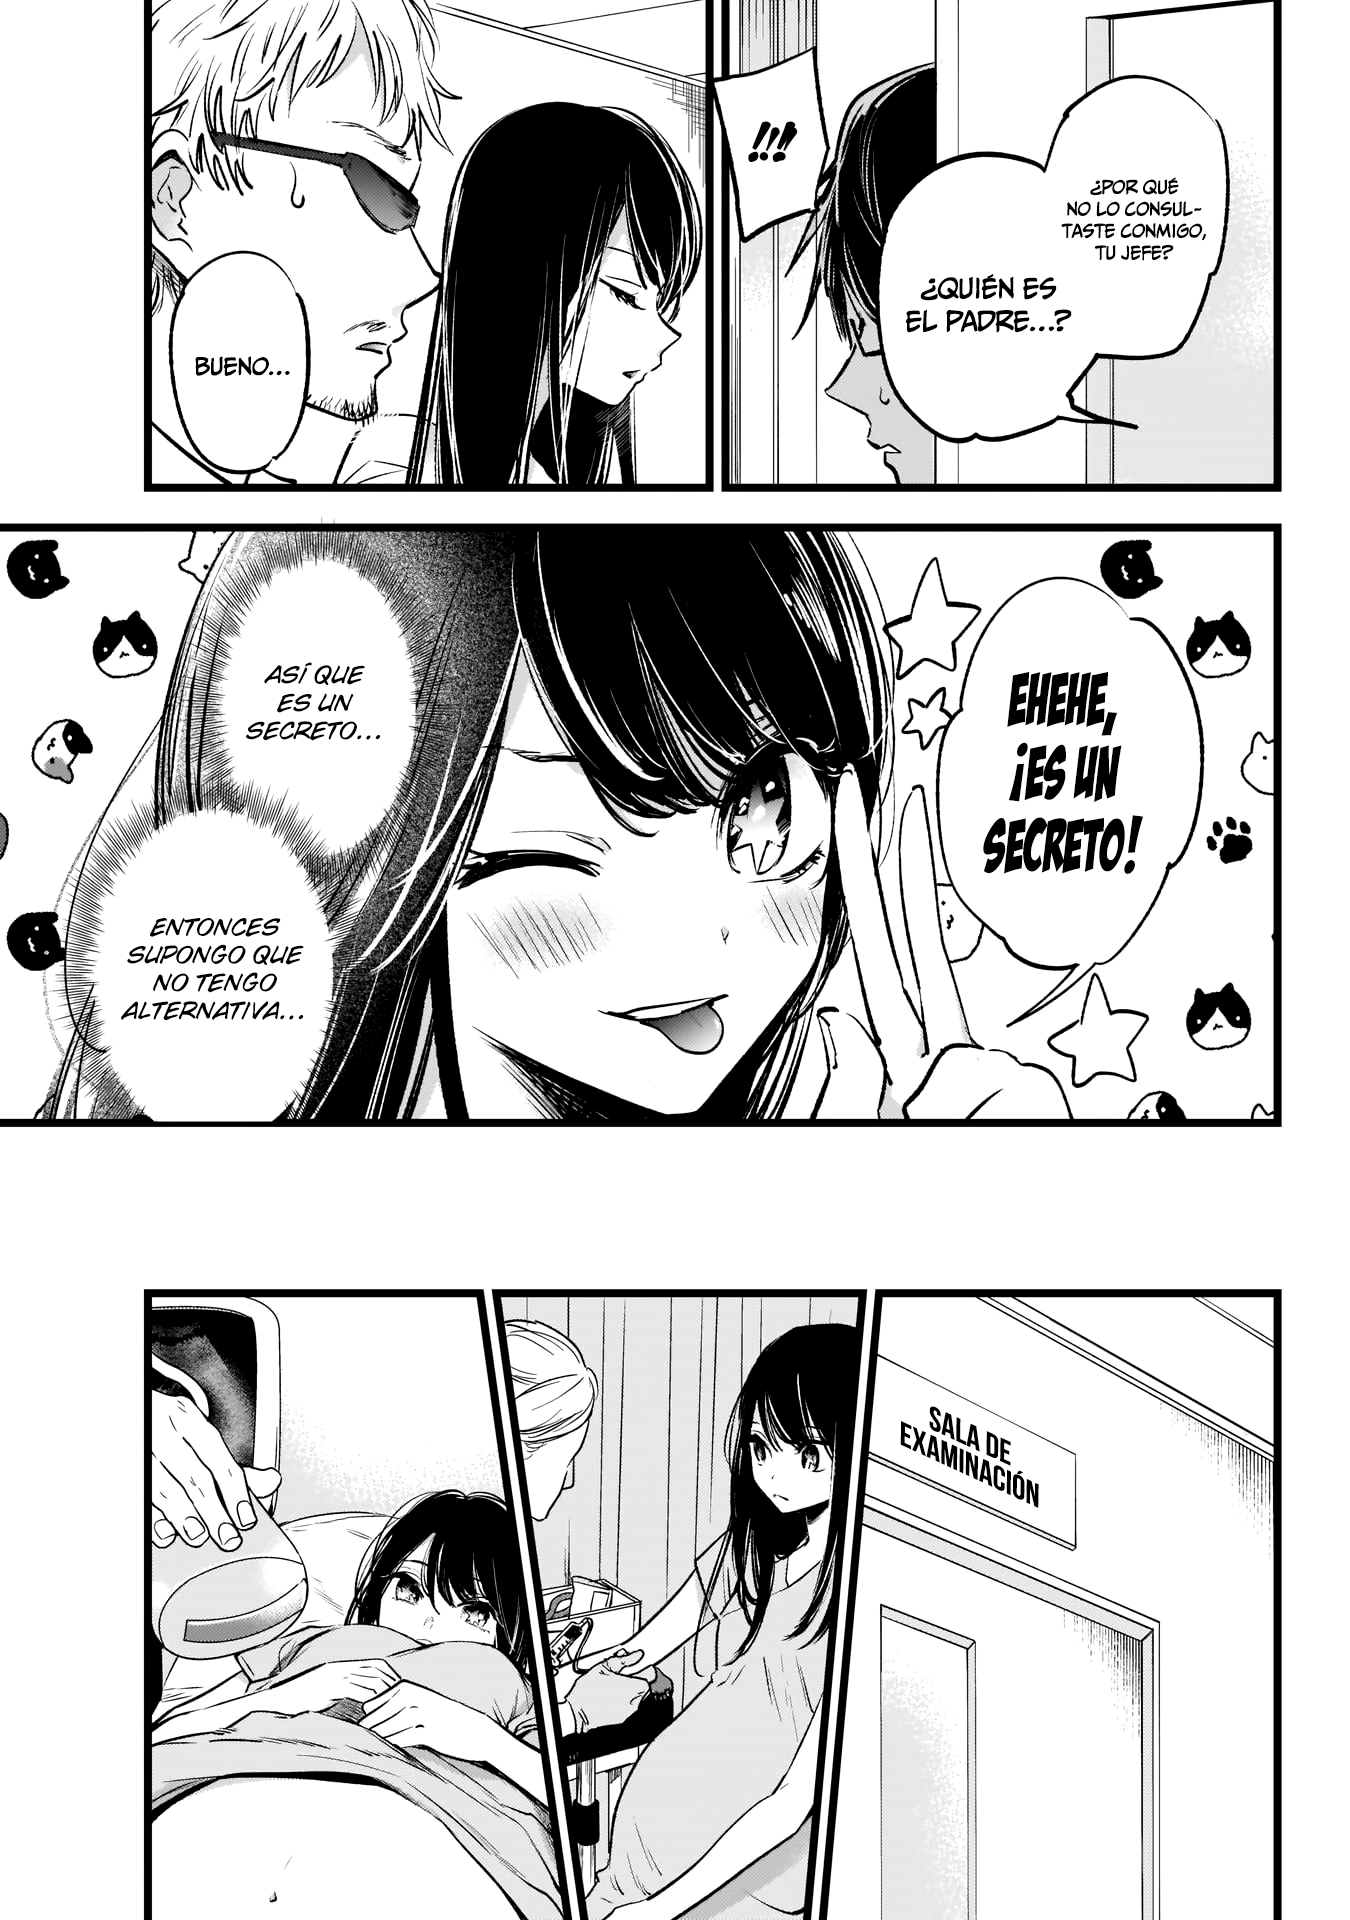 ¿POR QUÉ
NO LO CONSUL-
TASTE CONMIGO,
TU JEFE?
¿QUIÉN ES
EL PADRE...?
!!!
BUENO...
EHEHE,
¡ES UN
SECRETO!
ASÍ QUE
ES UN
SECRETO...
ENTONCES
SUPONGO QUE
NO TENGO
ALTERNATIVA...
SALA DE
EXAMINACIÓN